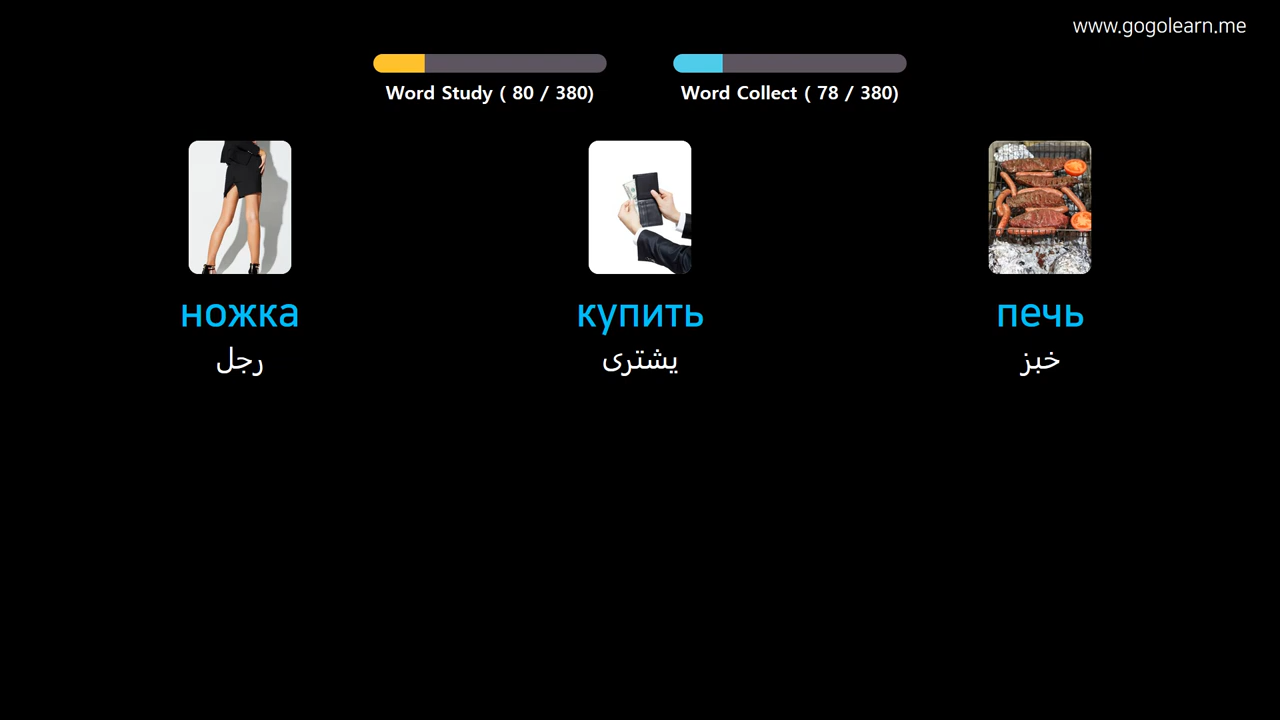 www.gogolearn.me
Word Study ( 80 / 380)
Word Collect ( 78 / 380)
ножка
купить
печь
رجل
يشترى
خبز